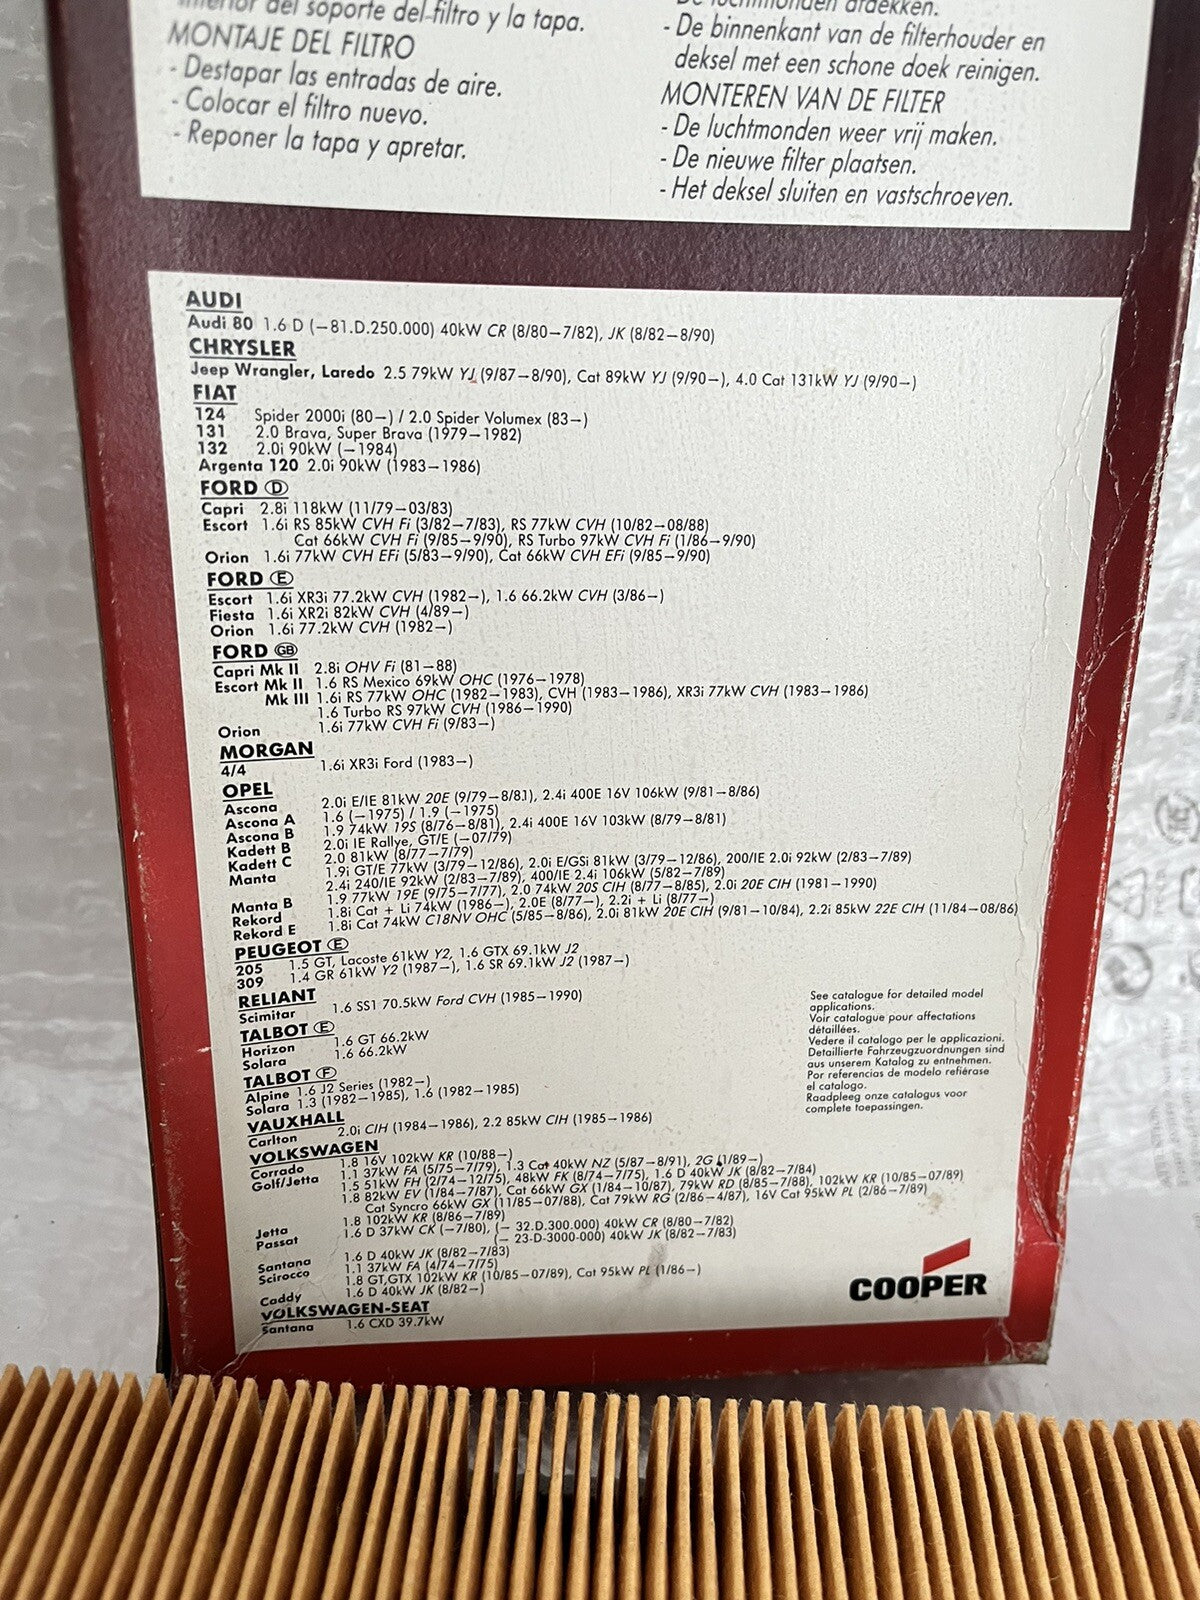 interior del soporte del filtro y la tapa.
MONTAJE DEL FILTRO
- Destapar las entradas de aire.
- Colocar el filtro nuevo.
- Reponer la tapa y apretar.
De luchtmonden afdekken.
- De binnenkant van de filterhouder en
deksel met een schone doek reinigen.
MONTEREN VAN DE FILTER
- De luchtmonden weer vrij maken.
- De nieuwe filter plaatsen.
- Het deksel sluiten en vastschroeven.
AUDI
Audi 80 1.6 D (–81.D.250.000) 40kW CR (8/80–7/82), JK (8/82–8/90)
CHRYSLER
Jeep Wrangler, Laredo 2.5 79kW YJ (9/87–8/90), Cat 89kW YJ (9/90–), 4.0 Cat 131kW YJ (9/90–)
FIAT
124 Spider 2000i (80–) / 2.0 Spider Volumex (83–)
131 2.0 Brava, Super Brava (1979–1982)
132 2.0i 90kW (–1984)
Argenta 120 2.0i 90kW (1983–1986)
FORD (D)
Capri 2.8i 118kW (11/79–03/83)
Escort 1.6i RS 85kW CVH Fi (3/82–7/83), RS 77kW CVH (10/82–08/88)
Cat 66kW CVH Fi (9/85–9/90), RS Turbo 97kW CVH Fi (1/86–9/90)
Orion 1.6i 77kW CVH EFi (5/83–9/90), Cat 66kW CVH EFi (9/85–9/90)
FORD (E)
Escort 1.6i XR3i 77.2kW CVH (1982–), 1.6 66.2kW CVH (3/86–)
Fiesta 1.6i XR2i 82kW CVH (4/89–)
Orion 1.6i 77.2kW CVH (1982–)
FORD (GB)
Capri Mk II 2.8i OHV Fi (81–88)
Escort Mk II 1.6 RS Mexico 69kW OHC (1976–1978)
Mk III 1.6i RS 77kW OHC (1982–1983), CVH (1983–1986), XR3i 77kW CVH (1983–1986)
1.6 Turbo RS 97kW CVH (1986–1990)
Orion 1.6i 77kW CVH Fi (9/83–)
MORGAN
4/4 1.6i XR3i Ford (1983–)
OPEL
Ascona 2.0i E/IE 81kW 20E (9/79–8/81), 2.4i 400E 16V 106kW (9/81–8/86)
Ascona A 1.6 (–1975) / 1.9 (–1975)
Ascona B 1.9 74kW 19S (8/76–8/81), 2.4i 400E 16V 103kW (8/79–8/81)
Kadett B 2.0i IE Rallye, GT/E (–07/79)
Kadett C 2.0 81kW (8/77–7/79)
Manta 1.9i GT/E 77kW (3/79–12/86), 2.0i E/GSi 81kW (3/79–12/86), 200/IE 2.0i 92kW (2/83–7/89)
2.4i 240/IE 92kW (2/83–7/89), 400/IE 2.4i 106kW (5/82–7/89)
Manta B 1.9 77kW 19E (9/75–7/77), 2.0 74kW 20S CIH (8/77–8/85), 2.0i 20E CIH (1981–1990)
Rekord 1.8i Cat + Li 74kW (1986–), 2.0E (8/77–), 2.2i + Li (8/77–)
Rekord E 1.8i Cat 74kW C18NV OHC (5/85–8/86), 2.0i 81kW 20E CIH (9/81–10/84), 2.2i 85kW 22E CIH (11/84–08/86)
PEUGEOT (E)
205 1.5 GT, Lacoste 61kW Y2, 1.6 GTX 69.1kW J2
309 1.4 GR 61kW Y2 (1987–), 1.6 SR 69.1kW J2 (1987–)
RELIANT
Scimitar 1.6 SS1 70.5kW Ford CVH (1985–1990)
TALBOT (E)
Horizon 1.6 GT 66.2kW
Solara 1.6 66.2kW
TALBOT (F)
Alpine 1.6 J2 Series (1982–)
Solara 1.3 (1982–1985), 1.6 (1982–1985)
VAUXHALL
Carlton 2.0i CIH (1984–1986), 2.2 85kW CIH (1985–1986)
VOLKSWAGEN
Corrado 1.8 16V 102kW KR (10/88–)
Golf/Jetta 1.1 37kW FA (5/75–7/79), 1.3 Cat 40kW NZ (5/87–8/91), 2G (1/89–)
1.5 51kW FH (2/74–12/75), 48kW FK (8/74–7/75), 1.6 D 40kW JK (8/82–7/84)
1.8 82kW EV (1/84–7/87), Cat 66kW GX (1/84–10/87), 79kW RD (8/85–7/88), 102kW KR (10/85–07/89)
Cat Syncro 66kW GX (11/85–07/88), Cat 79kW RG (2/86–4/87), 16V Cat 95kW PL (2/86–7/89)
Jetta 1.8 102kW KR (8/86–7/89)
Passat 1.6 D 37kW CK (–7/80), (– 32.D.300.000) 40kW CR (8/80–7/82)
(– 23-D-3000-000) 40kW JK (8/82–7/83)
Santana 1.6 D 40kW JK (8/82–7/83)
Scirocco 1.1 37kW FA (4/74–7/75)
1.8 GT,GTX 102kW KR (10/85–07/89), Cat 95kW PL (1/86–)
Caddy 1.6 D 40kW JK (8/82–)
VOLKSWAGEN-SEAT
Santana 1.6 CXD 39.7kW
See catalogue for detailed model
applications.
Voir catalogue pour affectations
détaillées.
Vedere il catalogo per le applicazioni.
Detaillierte Fahrzeugzuordnungen sind
aus unserem Katalog zu entnehmen.
Por referencias de modelo refiérase
el catalogo.
Raadpleeg onze catalogus voor
complete toepassingen.
COOPER